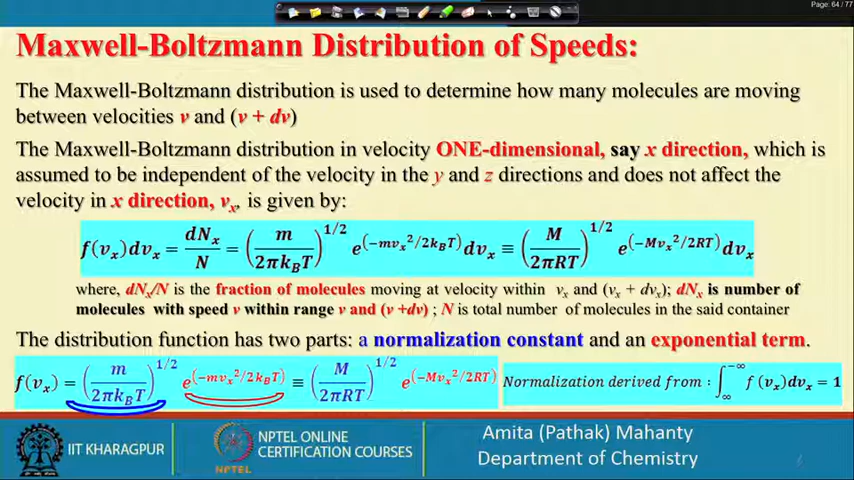 Page: 64 / 77
Maxwell-Boltzmann Distribution of Speeds:
The Maxwell-Boltzmann distribution is used to determine how many molecules are moving
between velocities v and (v + dv)
The Maxwell-Boltzmann distribution in velocity ONE-dimensional, say x direction, which is
assumed to be independent of the velocity in the y and z directions and does not affect the
velocity in x direction, vₓ, is given by:
f(vₓ)dvₓ = dNₓ/N = (m/2πk_BT)^1/2 e^(−mvₓ²/2k_BT) dvₓ ≡ (M/2πRT)^1/2 e^(−Mvₓ²/2RT) dvₓ
where, dNₓ/N is the fraction of molecules moving at velocity within vₓ and (vₓ + dvₓ); dNₓ is number of
molecules with speed v within range v and (v +dv) ; N is total number of molecules in the said container
The distribution function has two parts: a normalization constant and an exponential term.
f(vₓ) = (m/2πk_BT)^1/2 e^(−mvₓ²/2k_BT) ≡ (M/2πRT)^1/2 e^(−Mvₓ²/2RT)
Normalization derived from : ∫_∞^−∞ f (vₓ)dvₓ = 1
IIT KHARAGPUR
NPTEL
NPTEL ONLINE
CERTIFICATION COURSES
Amita (Pathak) Mahanty
Department of Chemistry